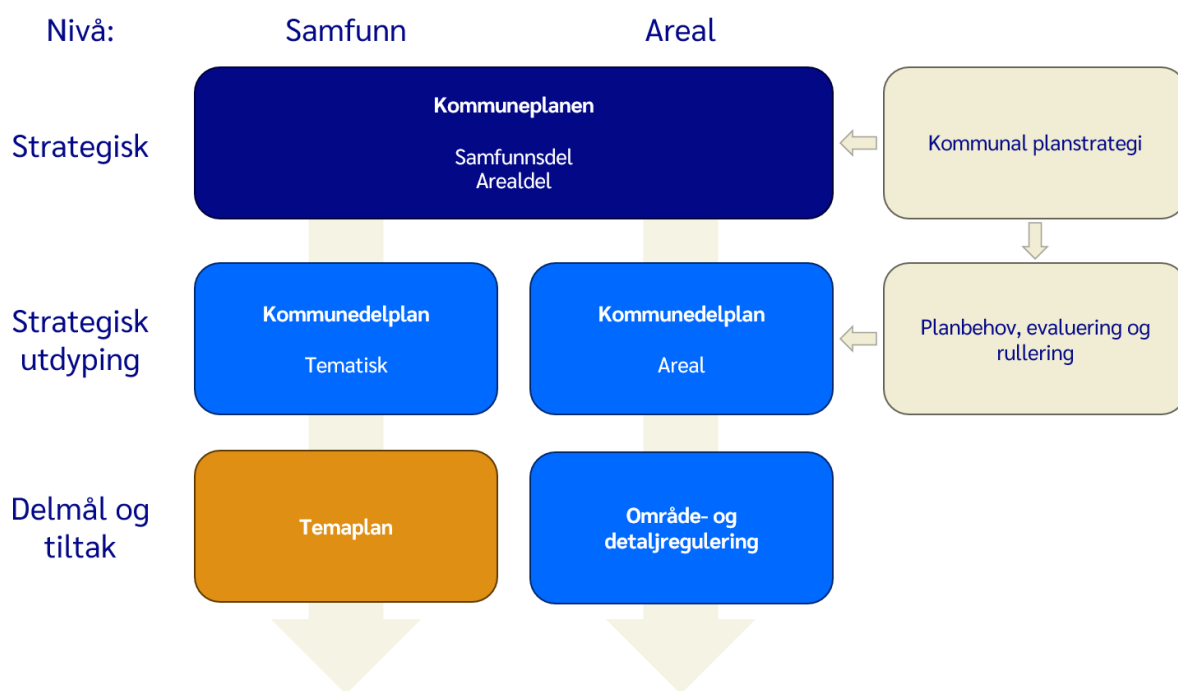 Nivå:
Samfunn
Areal
Strategisk
Kommuneplanen
Samfunnsdel
Arealdel
Kommunal planstrategi
Strategisk
utdyping
Kommunedelplan
Tematisk
Kommunedelplan
Areal
Planbehov, evaluering og
rullering
Delmål og
tiltak
Temaplan
Område- og
detaljregulering